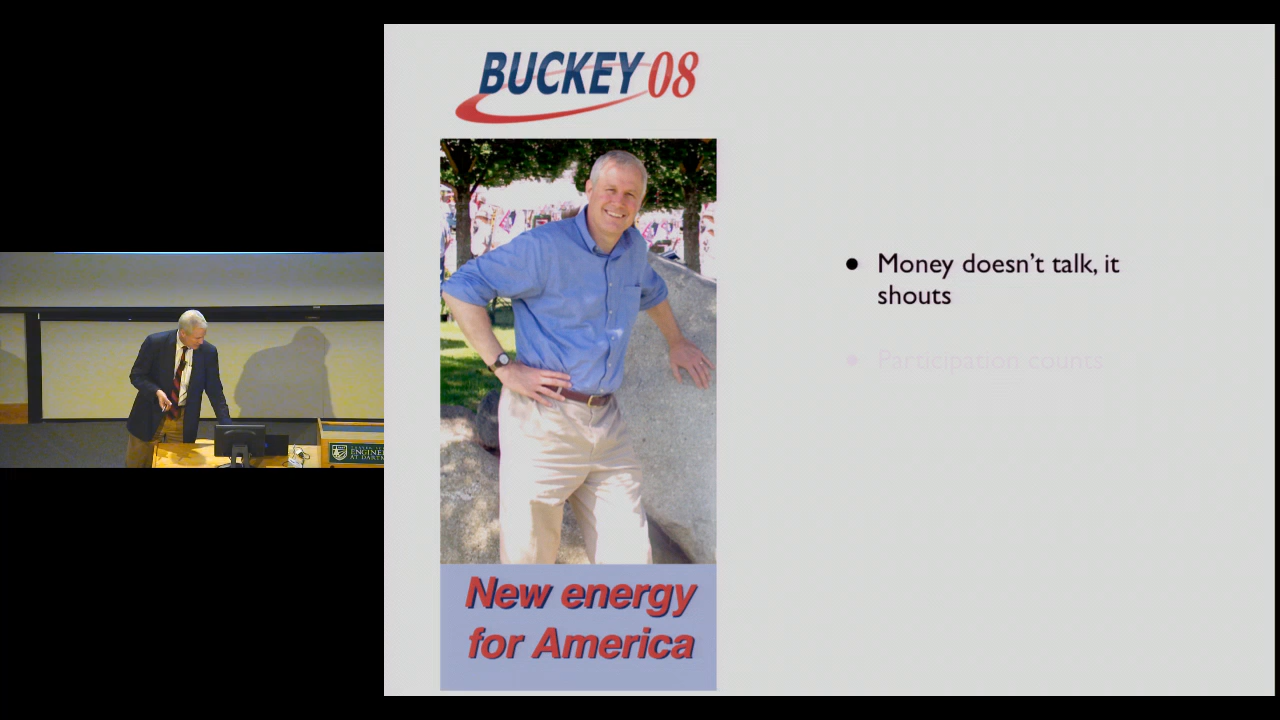 BUCKEY 08
Money doesn't talk, it
shouts
Participation counts
New energy
for America